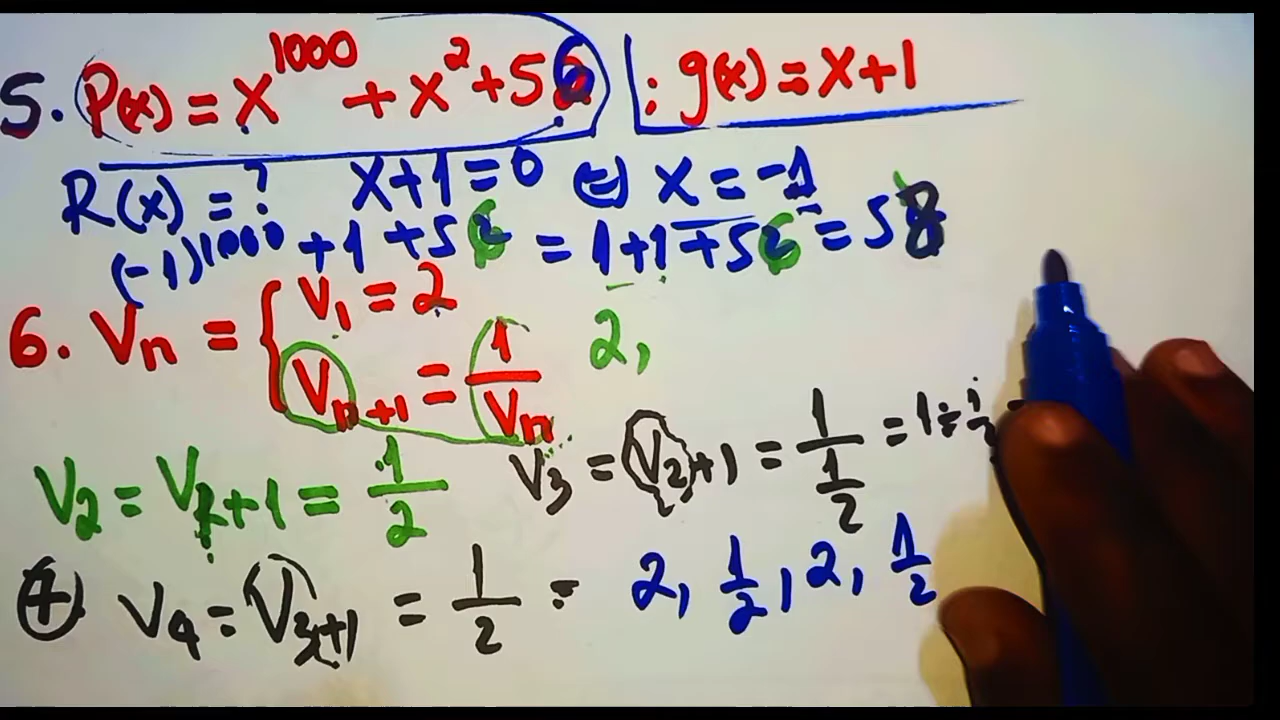 5. P(x) = x^1000 + x^2 + 56 ; g(x) = x+1
R(x) = ? x+1=0 (=) x = -1
(-1)^1000 + 1 + 56 = 1+1+56 = 58
6. Vn = { V1 = 2
Vn+1 = 1/Vn 2,
V2 = V1+1 = 1/2 V3 = V2+1 = 1/(1/2) = 1÷1/2
4. V4 = V3+1 = 1/2 = 2, 1/2, 2, 1/2